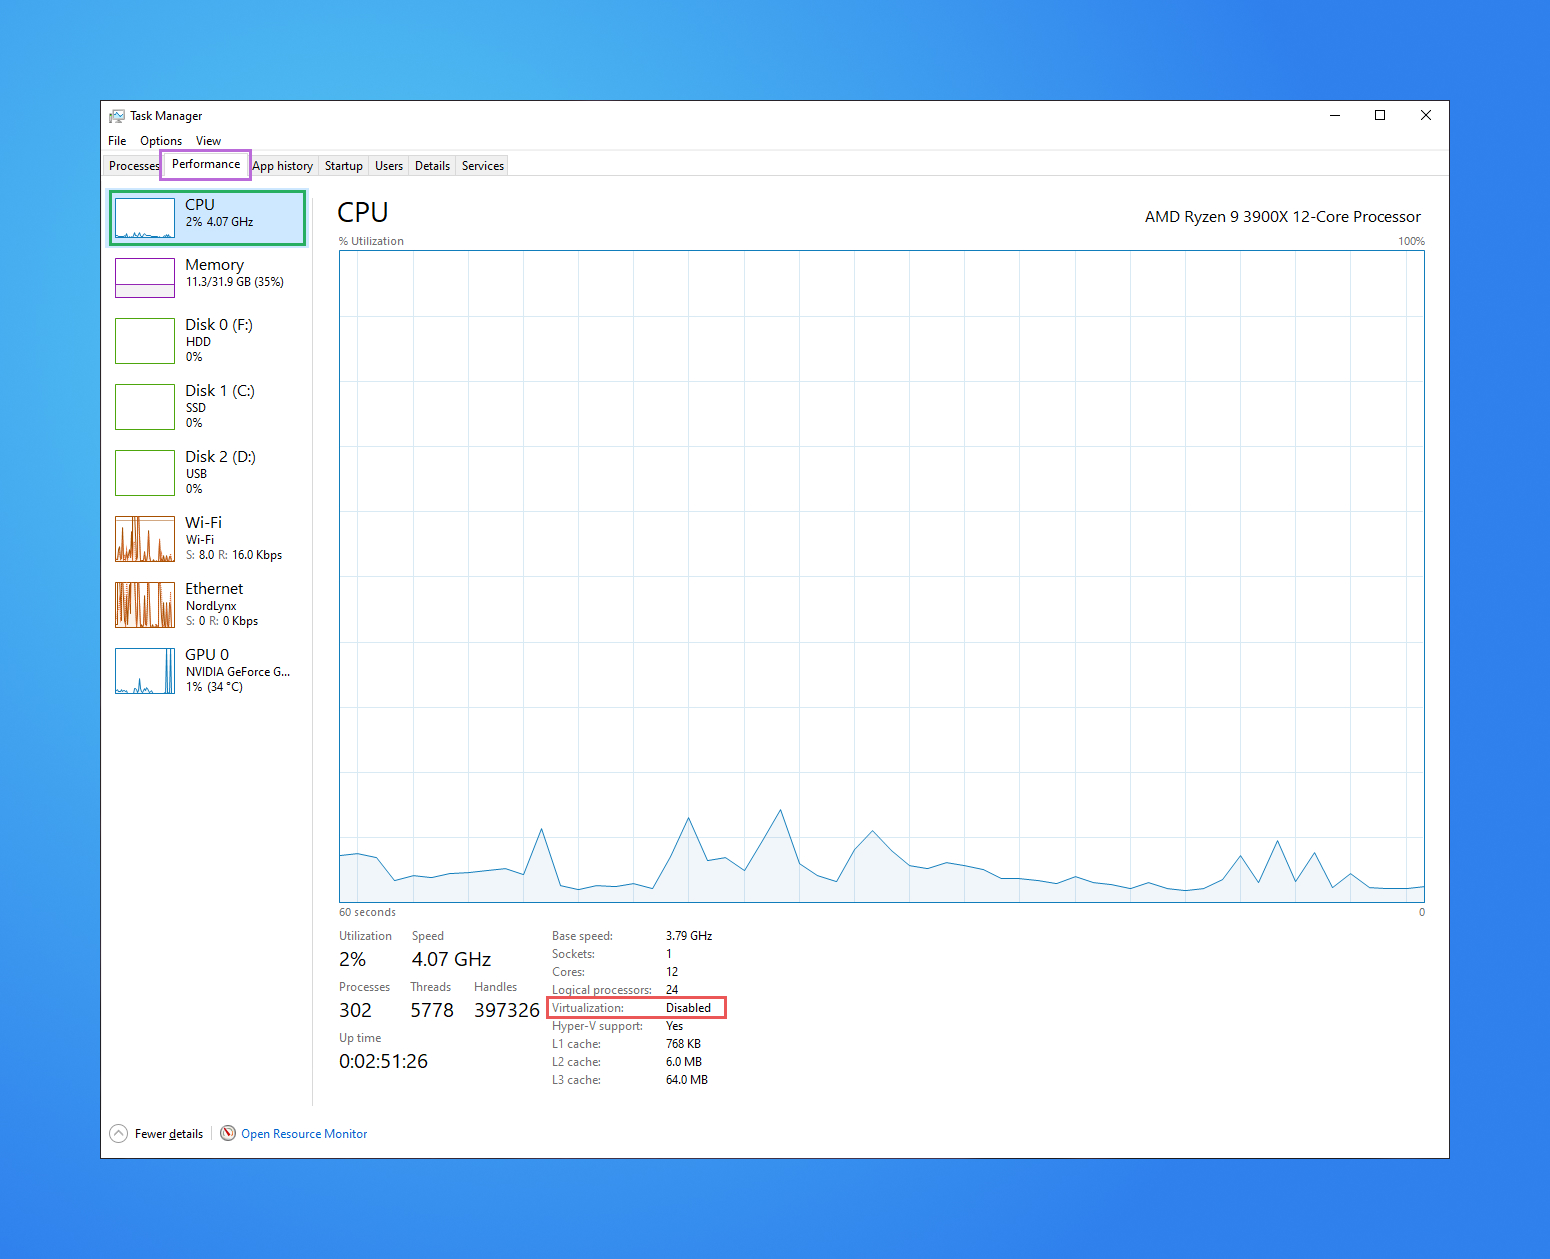 Task Manager
File Options View
Processes Performance App history Startup Users Details Services
CPU
2% 4.07 GHz
Memory
11.3/31.9 GB (35%)
Disk 0 (F:)
HDD
0%
Disk 1 (C:)
SSD
0%
Disk 2 (D:)
USB
0%
Wi-Fi
Wi-Fi
S: 8.0 R: 16.0 Kbps
Ethernet
NordLynx
S: 0 R: 0 Kbps
GPU 0
NVIDIA GeForce G...
1% (34 °C)
CPU
AMD Ryzen 9 3900X 12-Core Processor
% Utilization 100%
60 seconds 0
Utilization Speed
2% 4.07 GHz
Processes Threads Handles
302 5778 397326
Up time
0:02:51:26
Base speed: 3.79 GHz
Sockets: 1
Cores: 12
Logical processors: 24
Virtualization: Disabled
Hyper-V support: Yes
L1 cache: 768 KB
L2 cache: 6.0 MB
L3 cache: 64.0 MB
Fewer details Open Resource Monitor